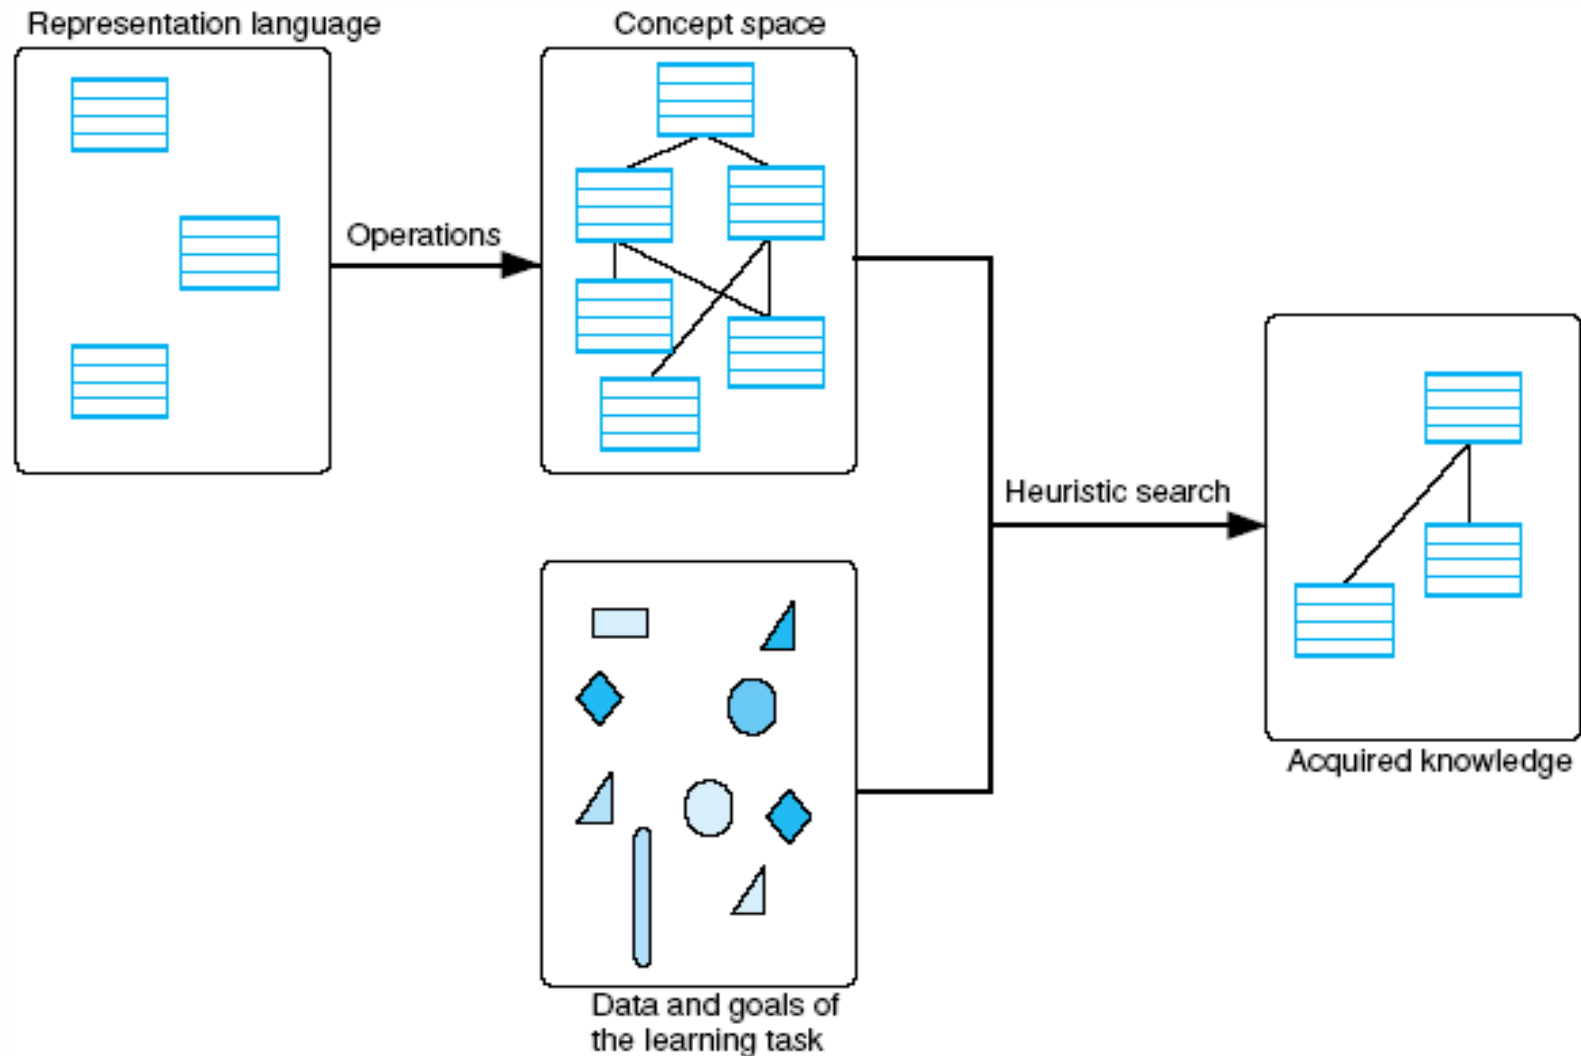 Representation language
Concept space
Operations
Heuristic search
Acquired knowledge
Data and goals of
the learning task